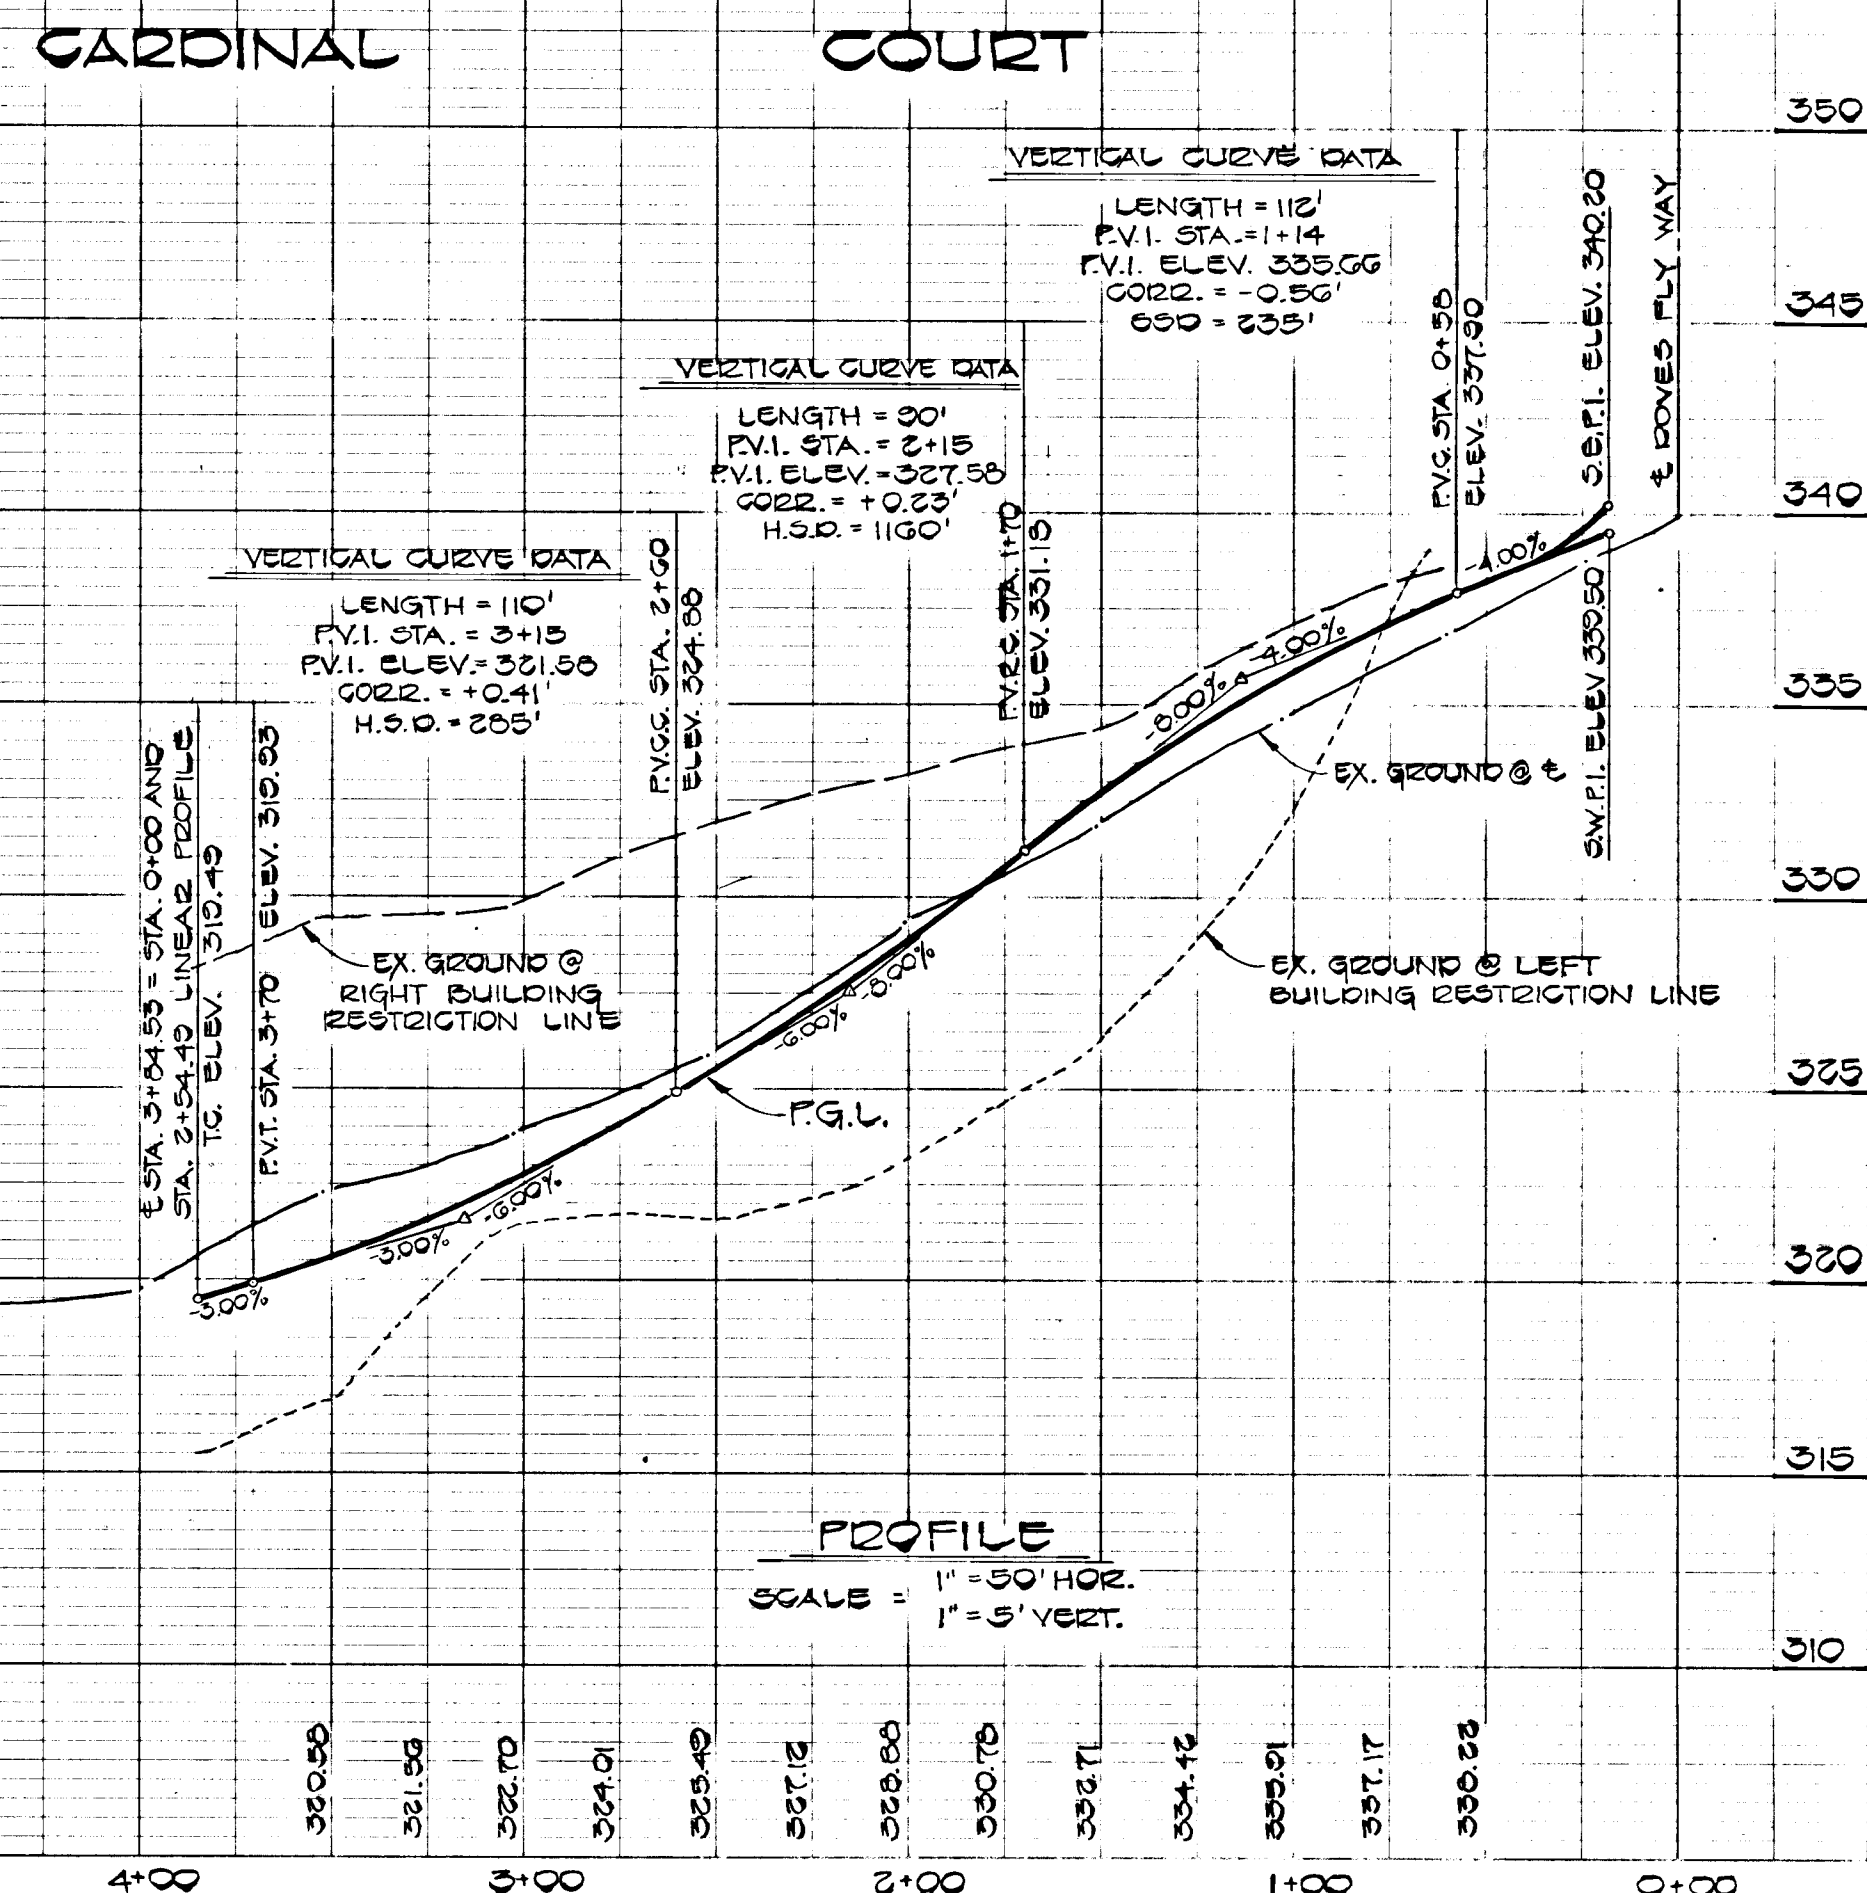 CARDINAL COURT
350
VERTICAL CURVE DATA
LENGTH = 112'
P.V.I. STA. = 1+14
P.V.I. ELEV. 335.66
CORR. = -0.56'
SSD = 235'
P.V.C. STA. 0+58
ELEV. 337.90
S.E.P.I. ELEV. 340.20
℄ DOVES FLY WAY
345
VERTICAL CURVE DATA
LENGTH = 90'
P.V.I. STA. = 2+15
P.V.I. ELEV. = 327.58
CORR. = +0.23'
H.S.D. = 1160'
P.V.R.C. STA. 1+70
ELEV. 331.18
340
VERTICAL CURVE DATA
LENGTH = 110'
P.V.I. STA. = 3+15
P.V.I. ELEV. = 321.58
CORR. = +0.41'
H.S.D. = 285'
P.V.C.C. STA. 2+60
ELEV. 324.88
-4.00%
-4.00%
-8.00%
S.W.P.I. ELEV 339.50
335
℄ STA. 3+84.53 = STA. 0+00 AND
STA. 2+54.49 LINEAR PROFILE
T.C. ELEV. 319.49
P.V.T. STA. 3+70 ELEV. 319.93
EX. GROUND @ ℄
330
EX. GROUND @
RIGHT BUILDING
RESTRICTION LINE
-8.00%
-6.00%
EX. GROUND @ LEFT
BUILDING RESTRICTION LINE
325
P.G.L.
-6.00%
-3.00%
320
-3.00%
315
PROFILE
SCALE = 1" = 50' HOR.
1" = 5' VERT.
310
320.58
321.56
322.70
324.01
325.49
327.12
328.88
330.78
332.71
334.42
335.91
337.17
338.22
4+00
3+00
2+00
1+00
0+00